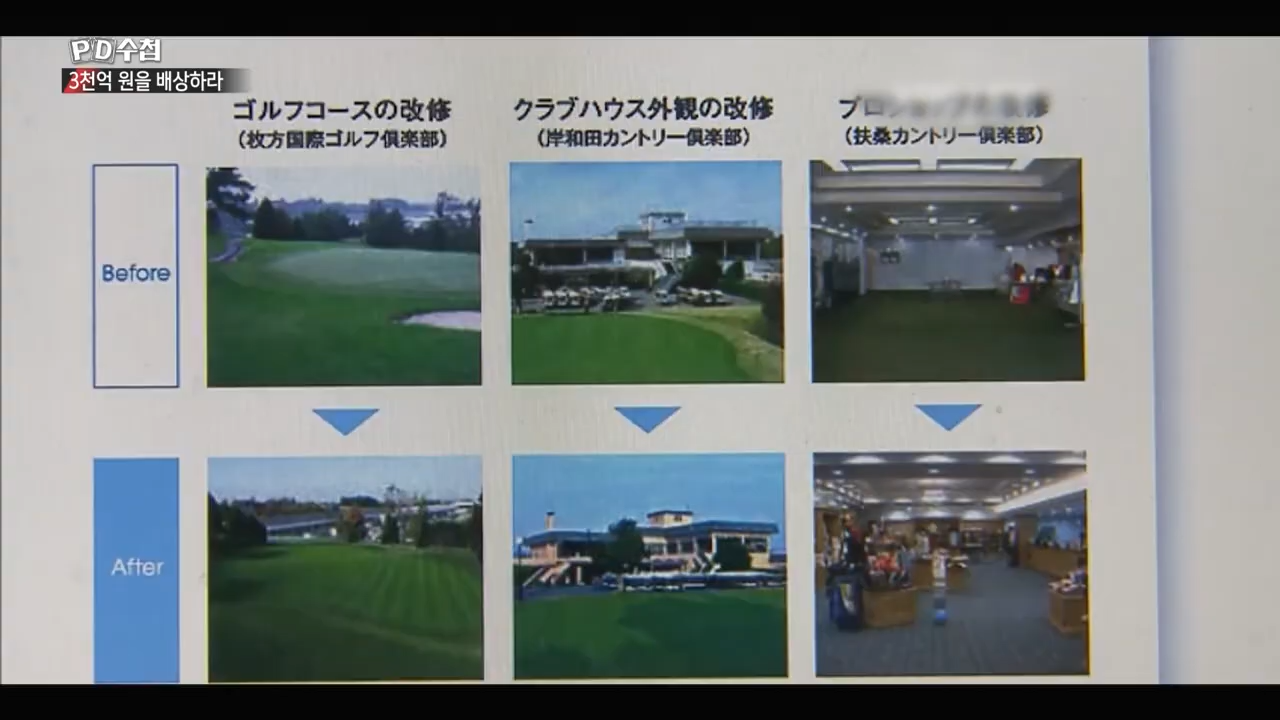 PD수첩
3천억 원을 배상하라
ゴルフコースの改修
(枚方国際ゴルフ倶楽部)
クラブハウス外観の改修
(岸和田カントリー倶楽部)
(扶桑カントリー倶楽部)
Before
After